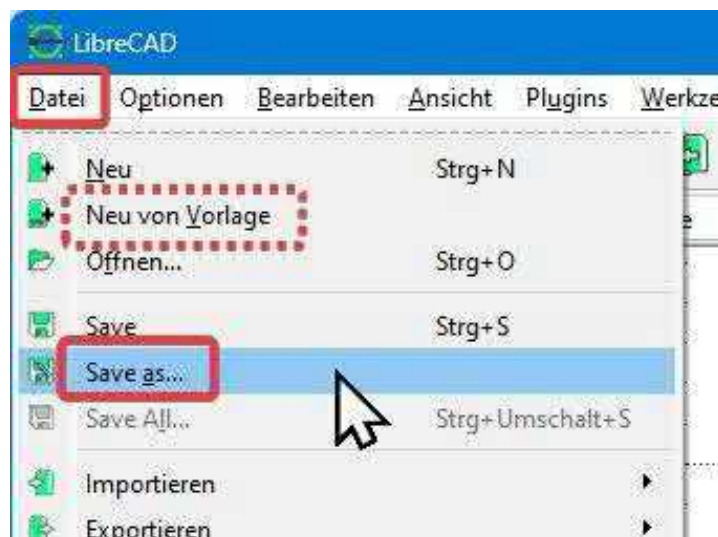 LibreCAD
Datei Optionen Bearbeiten Ansicht Plugins Werkze
Neu Strg+N
Neu von Vorlage
Öffnen... Strg+O
Save Strg+S
Save as...
Save All... Strg+Umschalt+S
Importieren
Exportieren